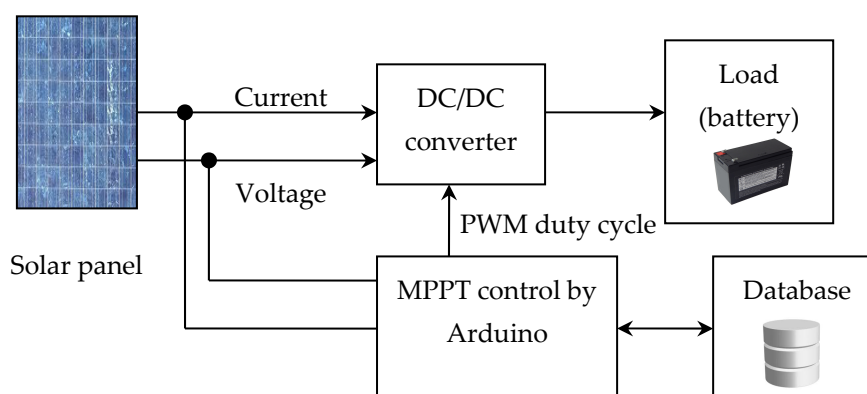 Current
Voltage
DC/DC
converter
Load
(battery)
PWM duty cycle
Solar panel
MPPT control by
Arduino
Database